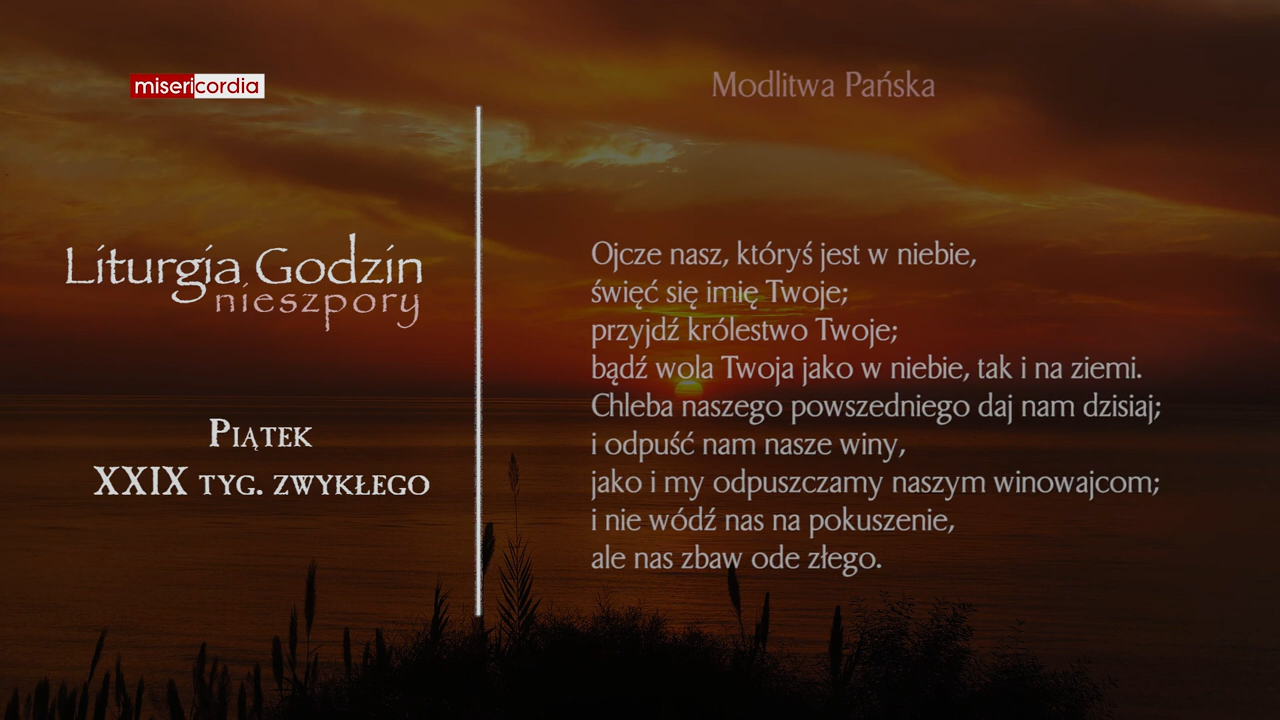 misericordia
Liturgia Godzin
nieszpory
Piątek
XXIX tyg. zwykłego
Modlitwa Pańska
Ojcze nasz, któryś jest w niebie,
święć się imię Twoje;
przyjdź królestwo Twoje;
bądź wola Twoja jako w niebie, tak i na ziemi.
Chleba naszego powszedniego daj nam dzisiaj;
i odpuść nam nasze winy,
jako i my odpuszczamy naszym winowajcom;
i nie wódź nas na pokuszenie,
ale nas zbaw ode złego.